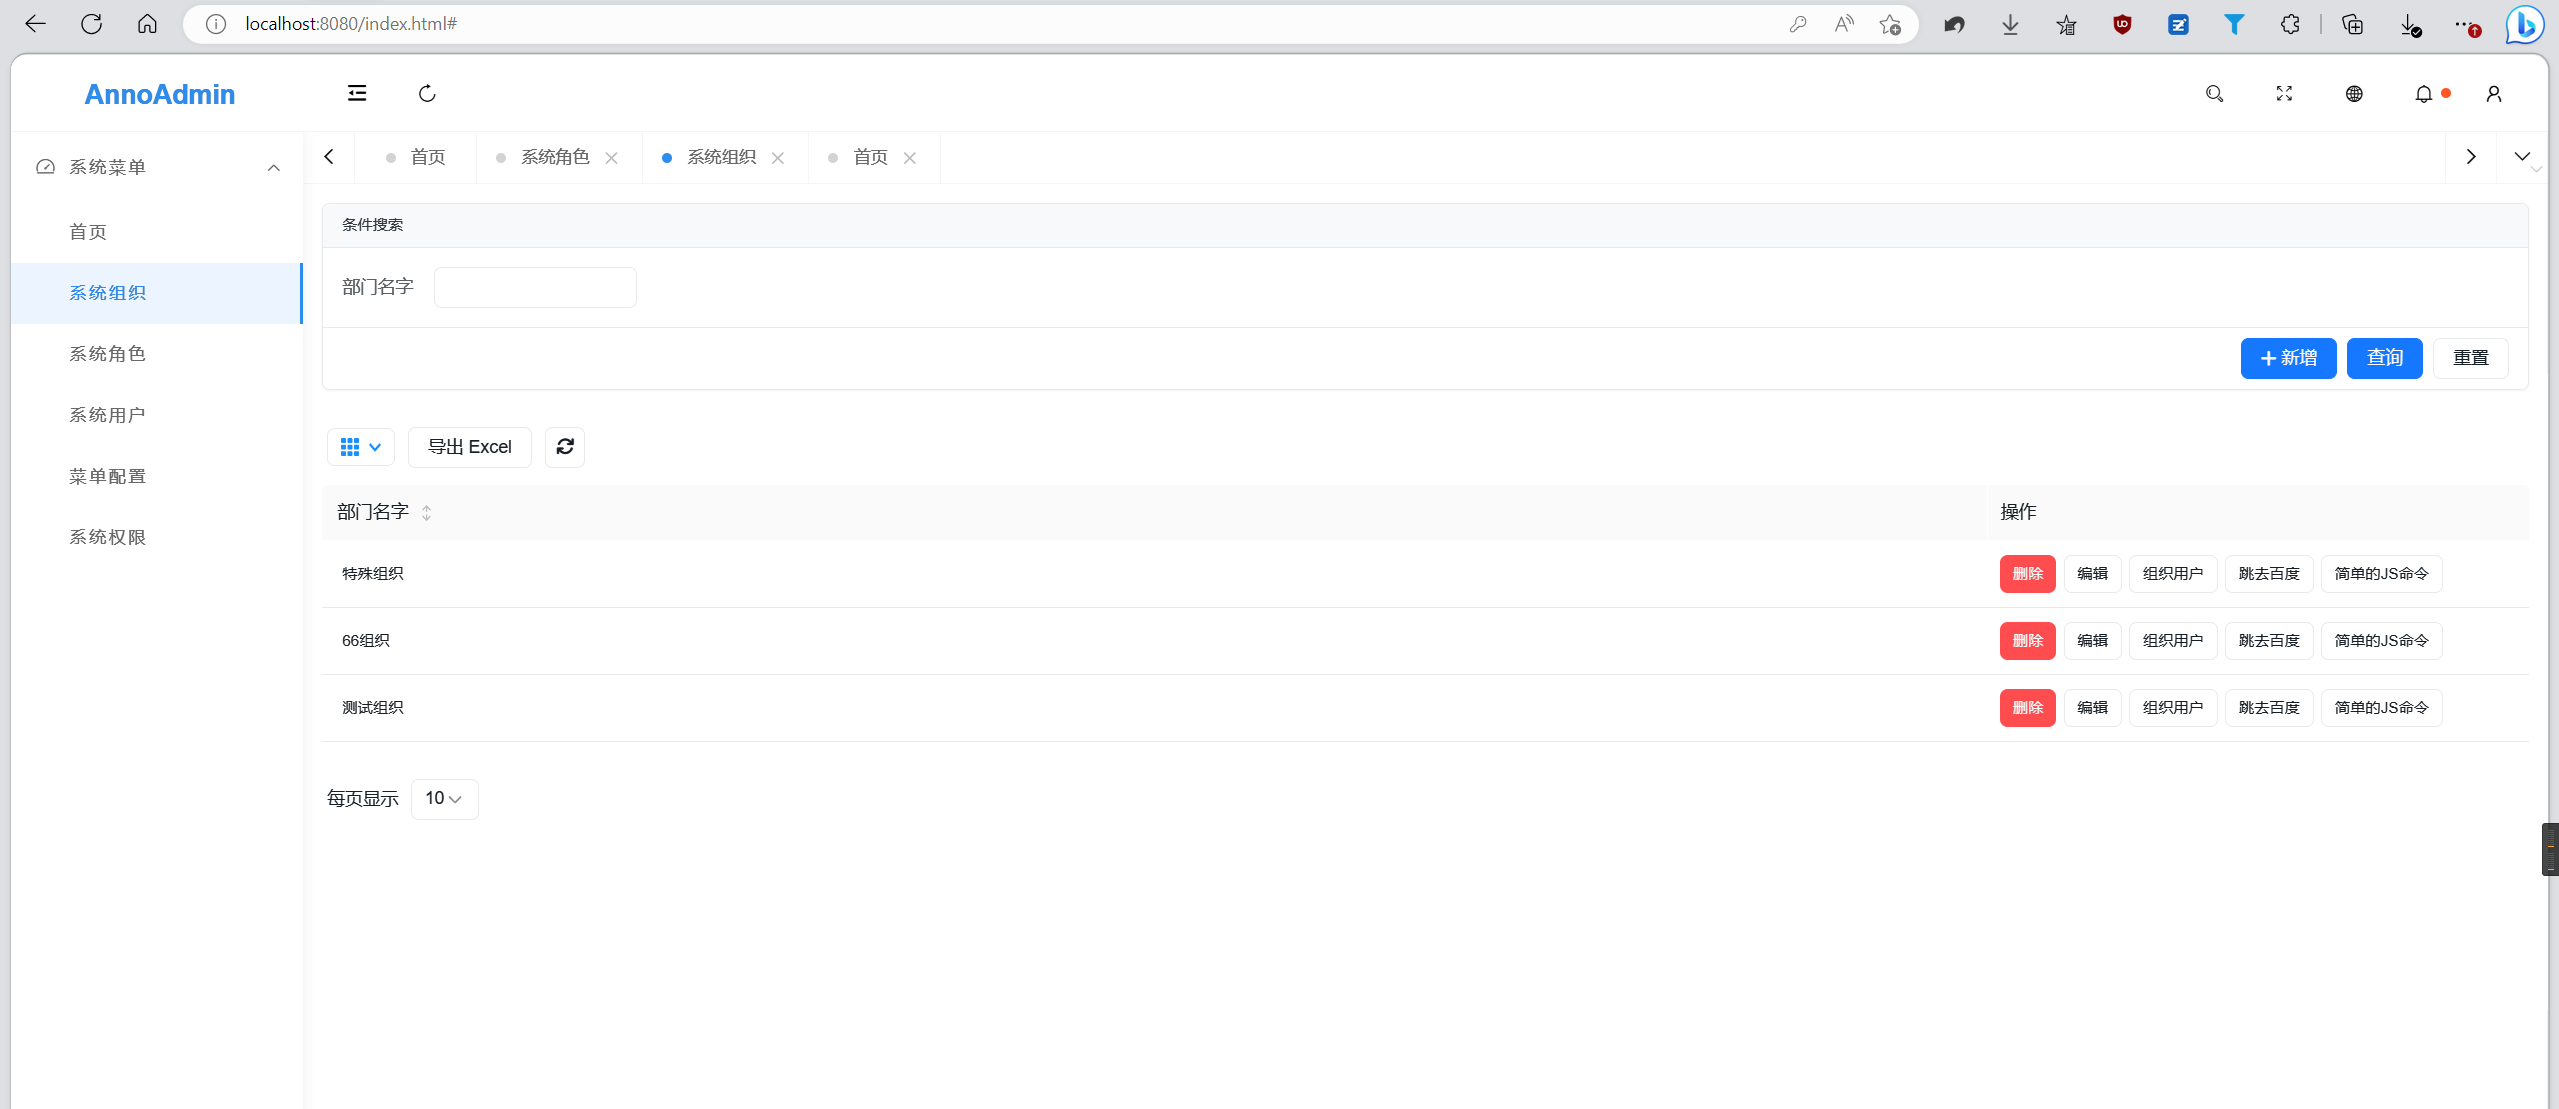 localhost:8080/index.html#
AnnoAdmin
系统菜单
首页
系统组织
系统角色
系统用户
菜单配置
系统权限
首页 系统角色 系统组织 首页
条件搜索
部门名字
新增 查询 重置
导出 Excel
部门名字 操作
特殊组织 删除 编辑 组织用户 跳去百度 简单的JS命令
66组织 删除 编辑 组织用户 跳去百度 简单的JS命令
测试组织 删除 编辑 组织用户 跳去百度 简单的JS命令
每页显示 10